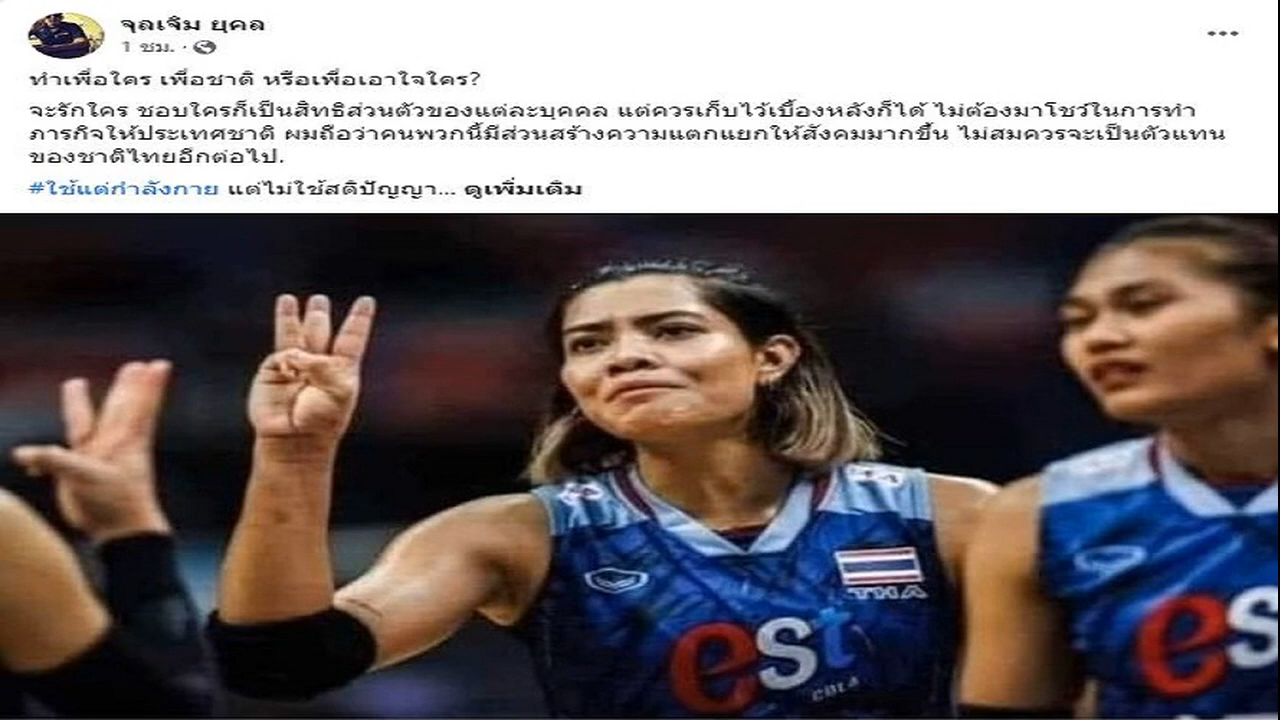 จุลเจิม ยุคล
1 ชม.
ทำเพื่อใคร เพื่อชาติ หรือเพื่อเอาใจใคร?
จะรักใคร ชอบใครก็เป็นสิทธิส่วนตัวของแต่ละบุคคล แต่ควรเก็บไว้เบื้องหลังก็ได้ ไม่ต้องมาโชว์ในการทำ
ภารกิจให้ประเทศชาติ ผมถือว่าคนพวกนี้มีส่วนสร้างความแตกแยกให้สังคมมากขึ้น ไม่สมควรจะเป็นตัวแทน
ของชาติไทยอีกต่อไป.
#ใช้แต่กำลังกาย แต่ไม่ใช้สติปัญญา... ดูเพิ่มเติม
THA
est
COLA
es